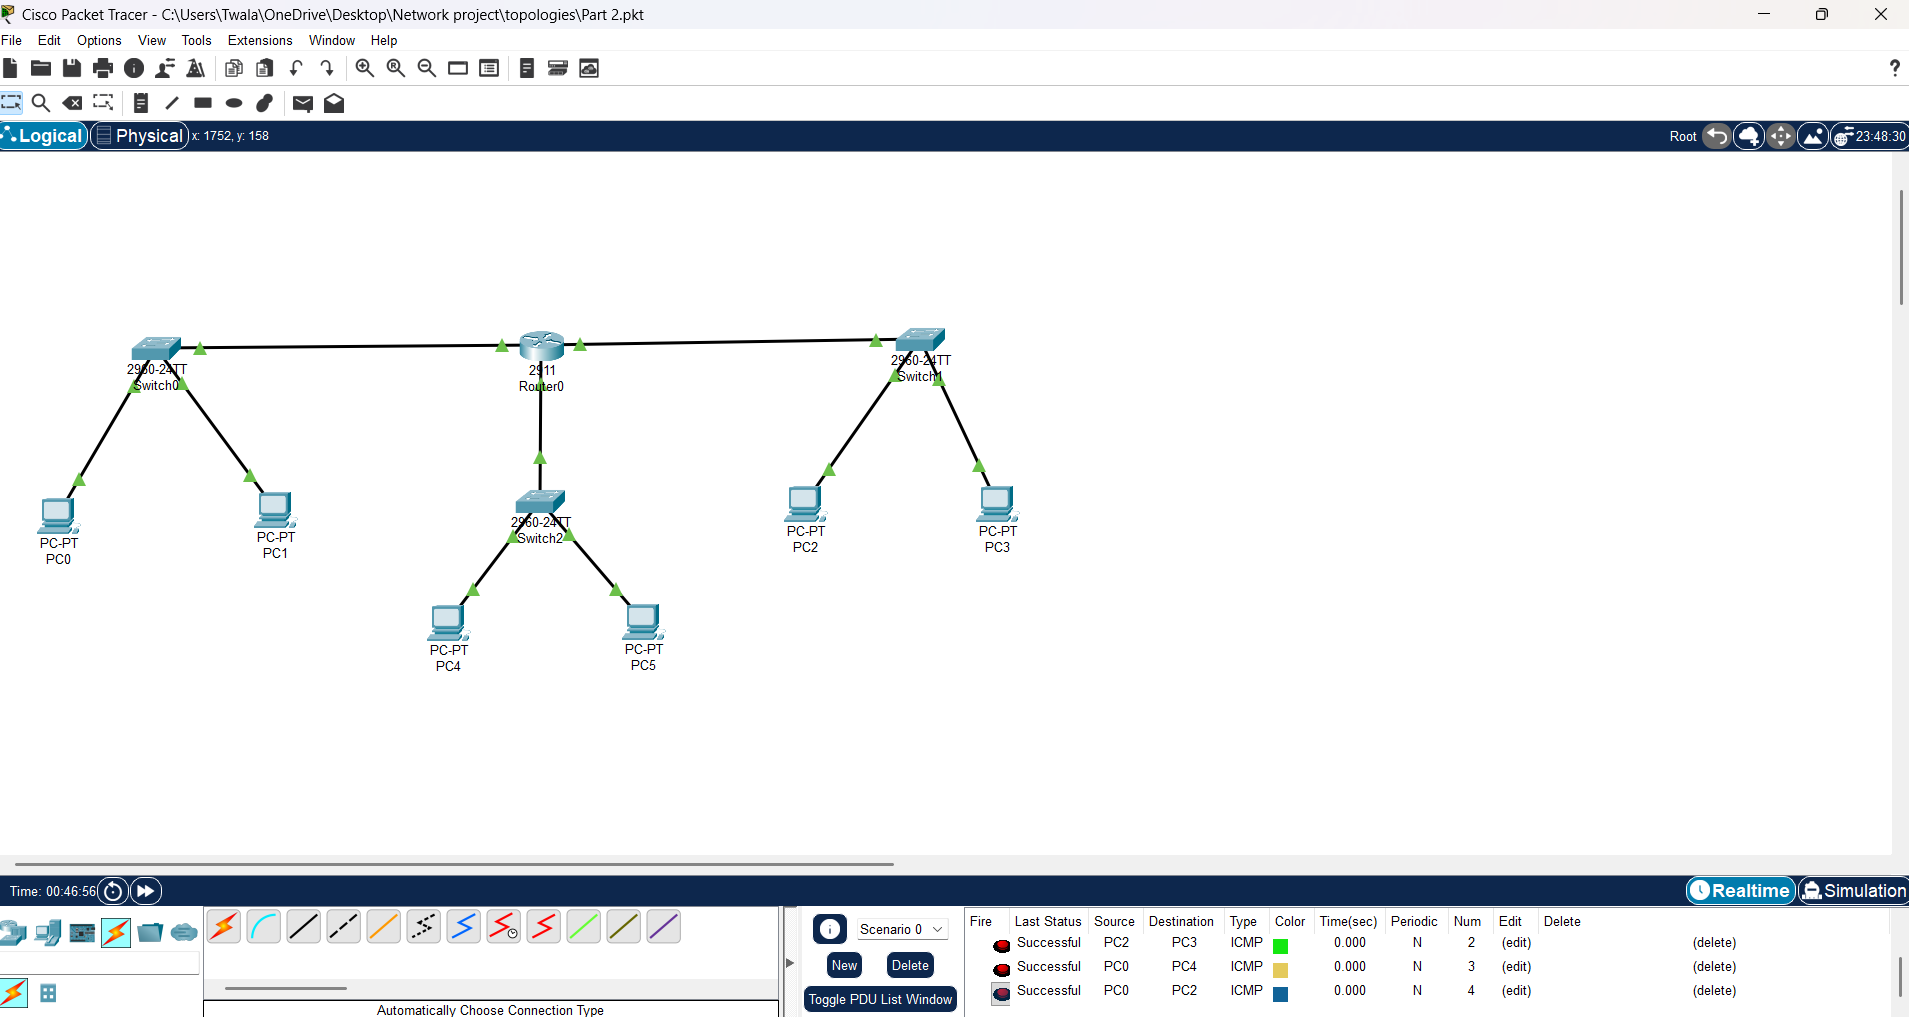 Cisco Packet Tracer - C:\Users\Twala\OneDrive\Desktop\Network project\topologies\Part 2.pkt
File Edit Options View Tools Extensions Window Help
?
Logical Physical x: 1752, y: 158 Root 23:48:30
2960-24TT
Switch0
2911
Router0
2960-24TT
Switch1
2960-24TT
Switch2
PC-PT
PC0
PC-PT
PC1
PC-PT
PC2
PC-PT
PC3
PC-PT
PC4
PC-PT
PC5
Time: 00:46:56 Realtime Simulation
Automatically Choose Connection Type
Scenario 0
New Delete
Toggle PDU List Window
Fire Last Status Source Destination Type Color Time(sec) Periodic Num Edit Delete
Successful PC2 PC3 ICMP 0.000 N 2 (edit) (delete)
Successful PC0 PC4 ICMP 0.000 N 3 (edit) (delete)
Successful PC0 PC2 ICMP 0.000 N 4 (edit) (delete)